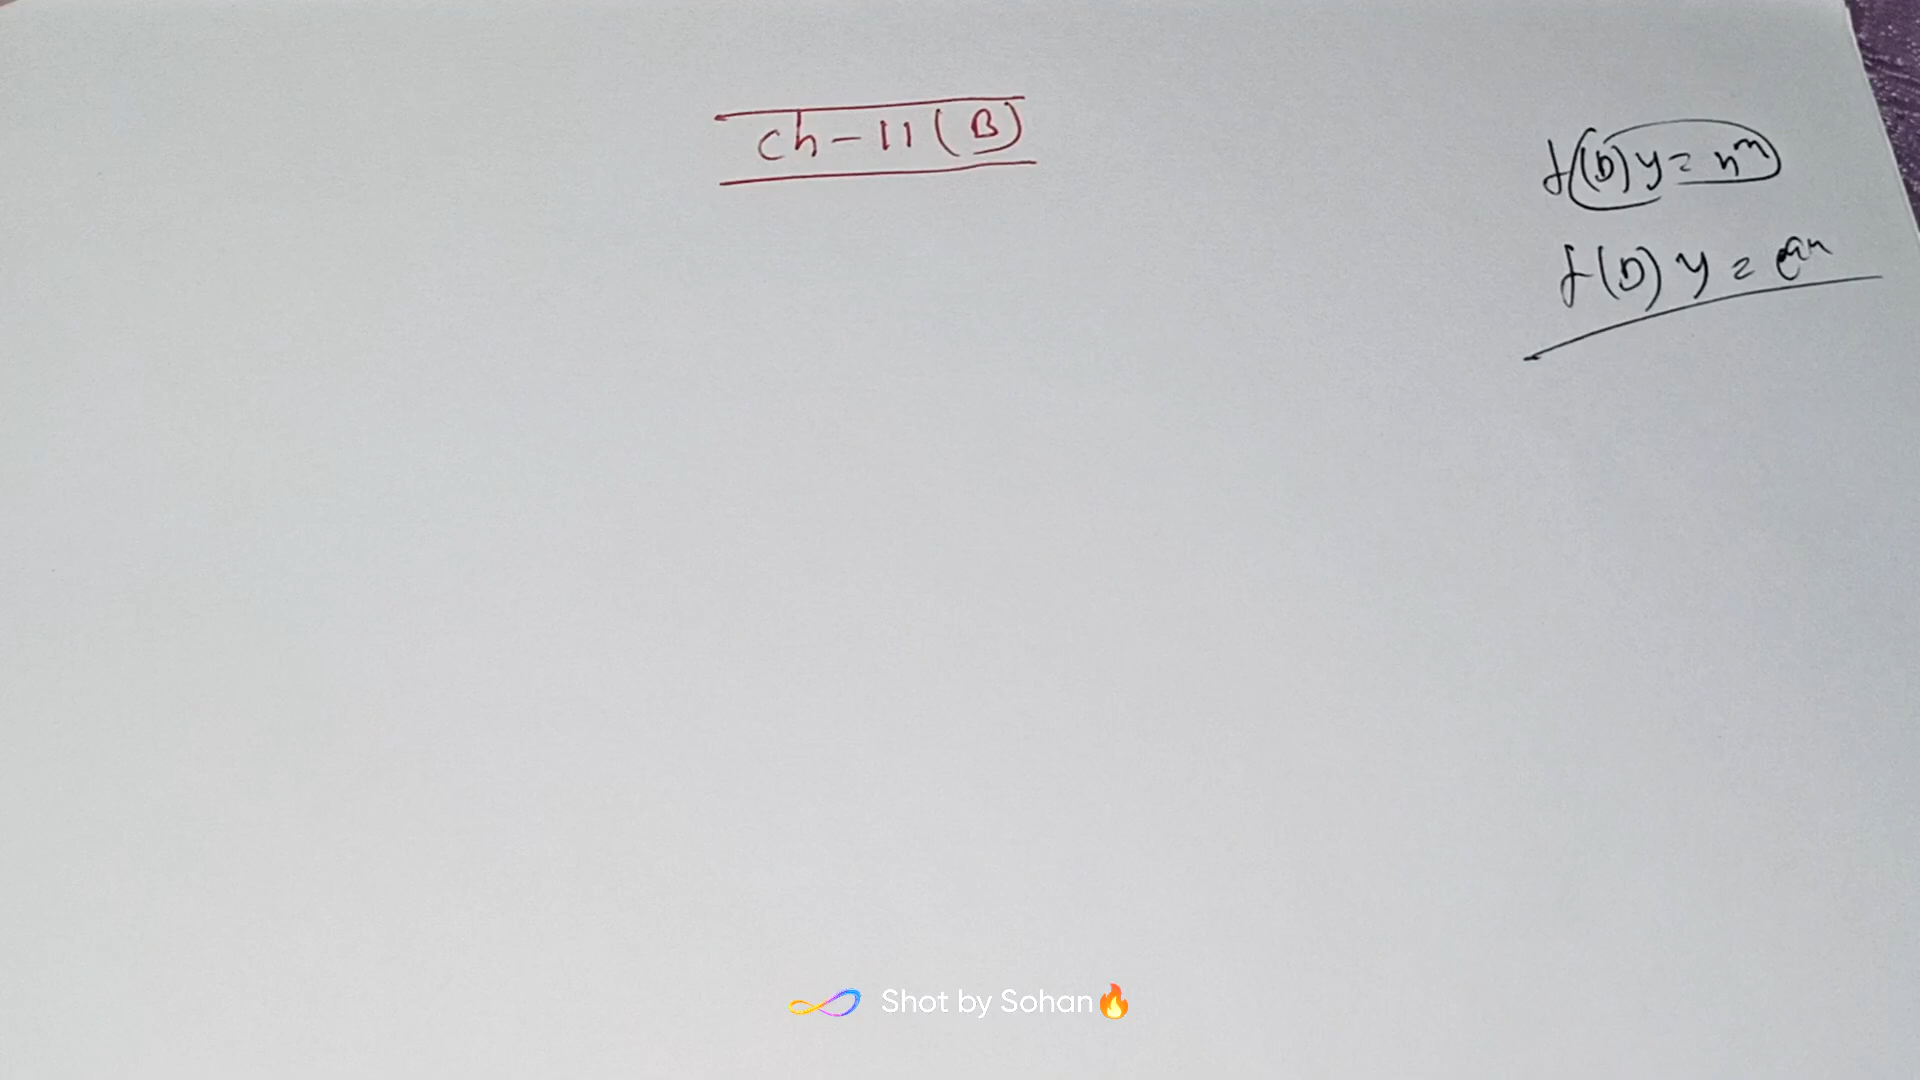 ch-11 (B)
f(D) y = x^m
f(D) y = e^ax
Shot by Sohan🔥